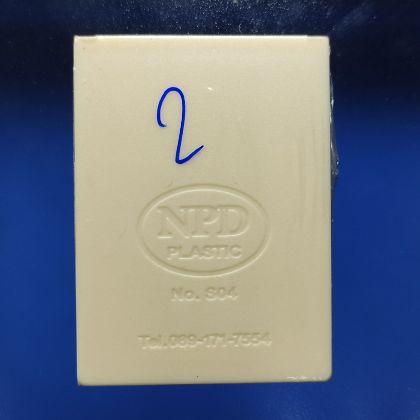 2
NPD
PLASTIC
No. S04
Tel.089-171-7554